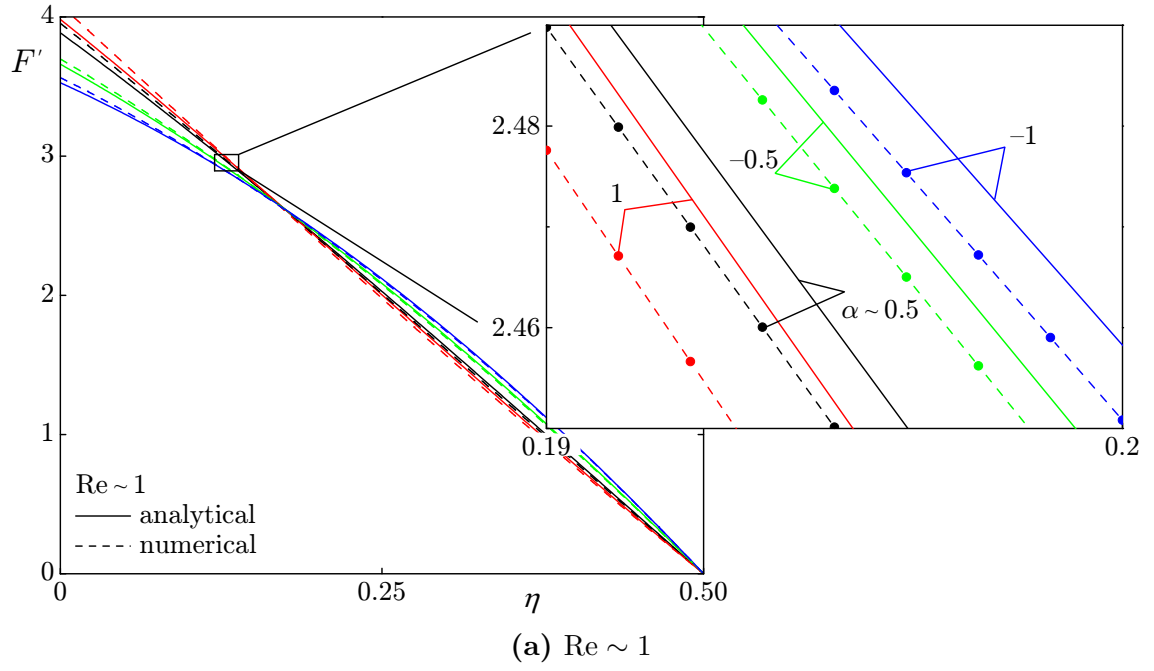 4
F'
3
2
1
0
0
0.25
0.50
η
Re ~ 1
analytical
numerical
2.48
2.46
0.19
0.2
1
–0.5
–1
α ~ 0.5
(a) Re ∼ 1